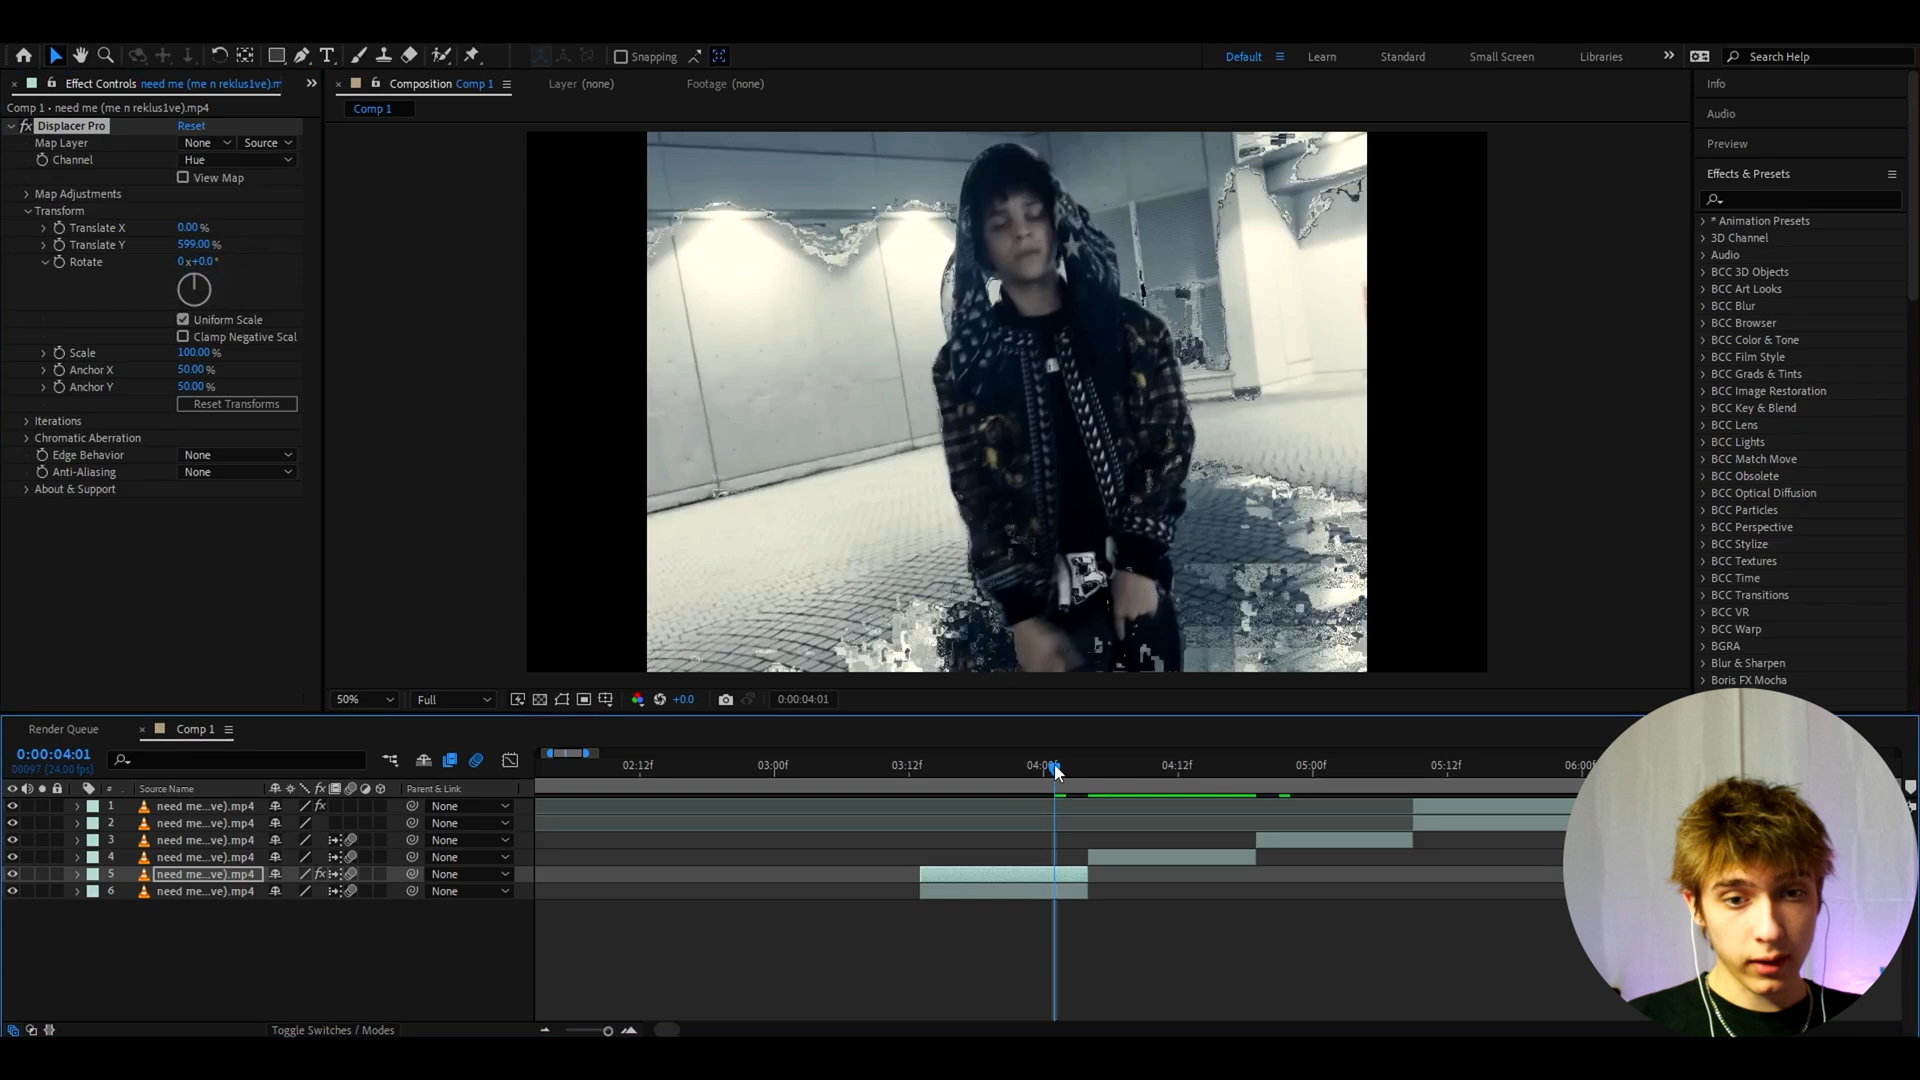 Snapping
Default
Learn
Standard
Small Screen
Libraries
Search Help
Effect Controls need me (me n reklus1ve).m
Composition Comp 1
Layer (none)
Footage (none)
Info
Comp 1 • need me (me n reklus1ve).mp4
Comp 1
Audio
fx Displacer Pro Reset
Map Layer None Source
Preview
Channel Hue
View Map
Effects & Presets
Map Adjustments
Transform
Translate X 0.00 %
Translate Y 599.00 %
Rotate 0 x+0.0 °
Uniform Scale
Clamp Negative Scal
Scale 100.00 %
Anchor X 50.00 %
Anchor Y 50.00 %
Reset Transforms
Iterations
Chromatic Aberration
Edge Behavior None
Anti-Aliasing None
About & Support
* Animation Presets
3D Channel
Audio
BCC 3D Objects
BCC Art Looks
BCC Blur
BCC Browser
BCC Color & Tone
BCC Film Style
BCC Grads & Tints
BCC Image Restoration
BCC Key & Blend
BCC Lens
BCC Lights
BCC Match Move
BCC Obsolete
BCC Optical Diffusion
BCC Particles
BCC Perspective
BCC Stylize
BCC Textures
BCC Time
BCC Transitions
BCC VR
BCC Warp
BGRA
Blur & Sharpen
Boris FX Mocha
50% Full +0.0 0:00:04:01
Render Queue
Comp 1
0:00:04:01
00097 (24.00 fps)
02:12f 03:00f 03:12f 04:00f 04:12f 05:00f 05:12f 06:00f
# Source Name fx Parent & Link
1 need me...ve).mp4 fx None
2 need me...ve).mp4 None
3 need me...ve).mp4 None
4 need me...ve).mp4 None
5 need me...ve).mp4 fx None
6 need me...ve).mp4 None
Toggle Switches / Modes